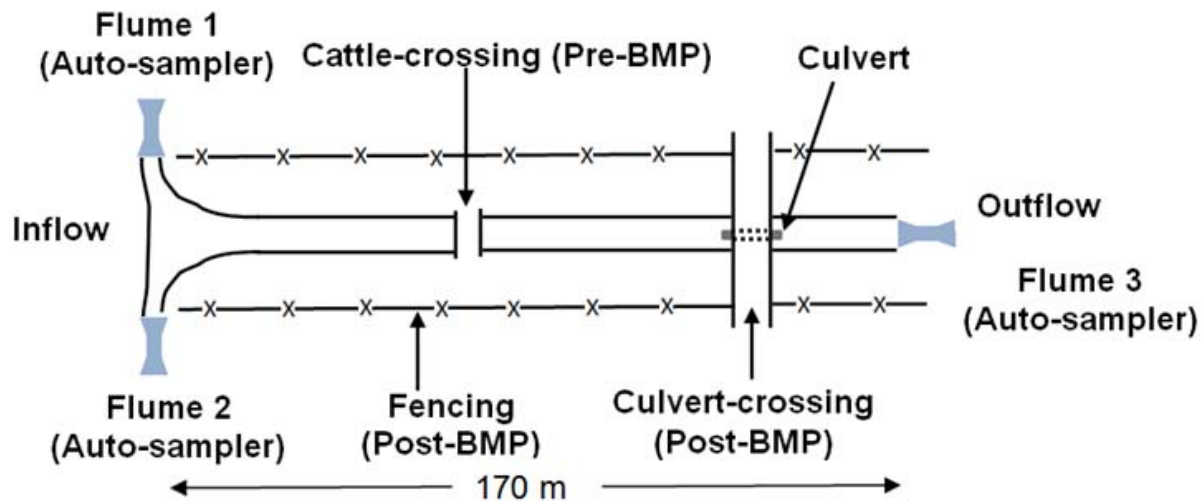 Flume 1
(Auto-sampler)
Cattle-crossing (Pre-BMP)
Culvert
Inflow
Outflow
Flume 3
(Auto-sampler)
Flume 2
(Auto-sampler)
Fencing
(Post-BMP)
Culvert-crossing
(Post-BMP)
170 m